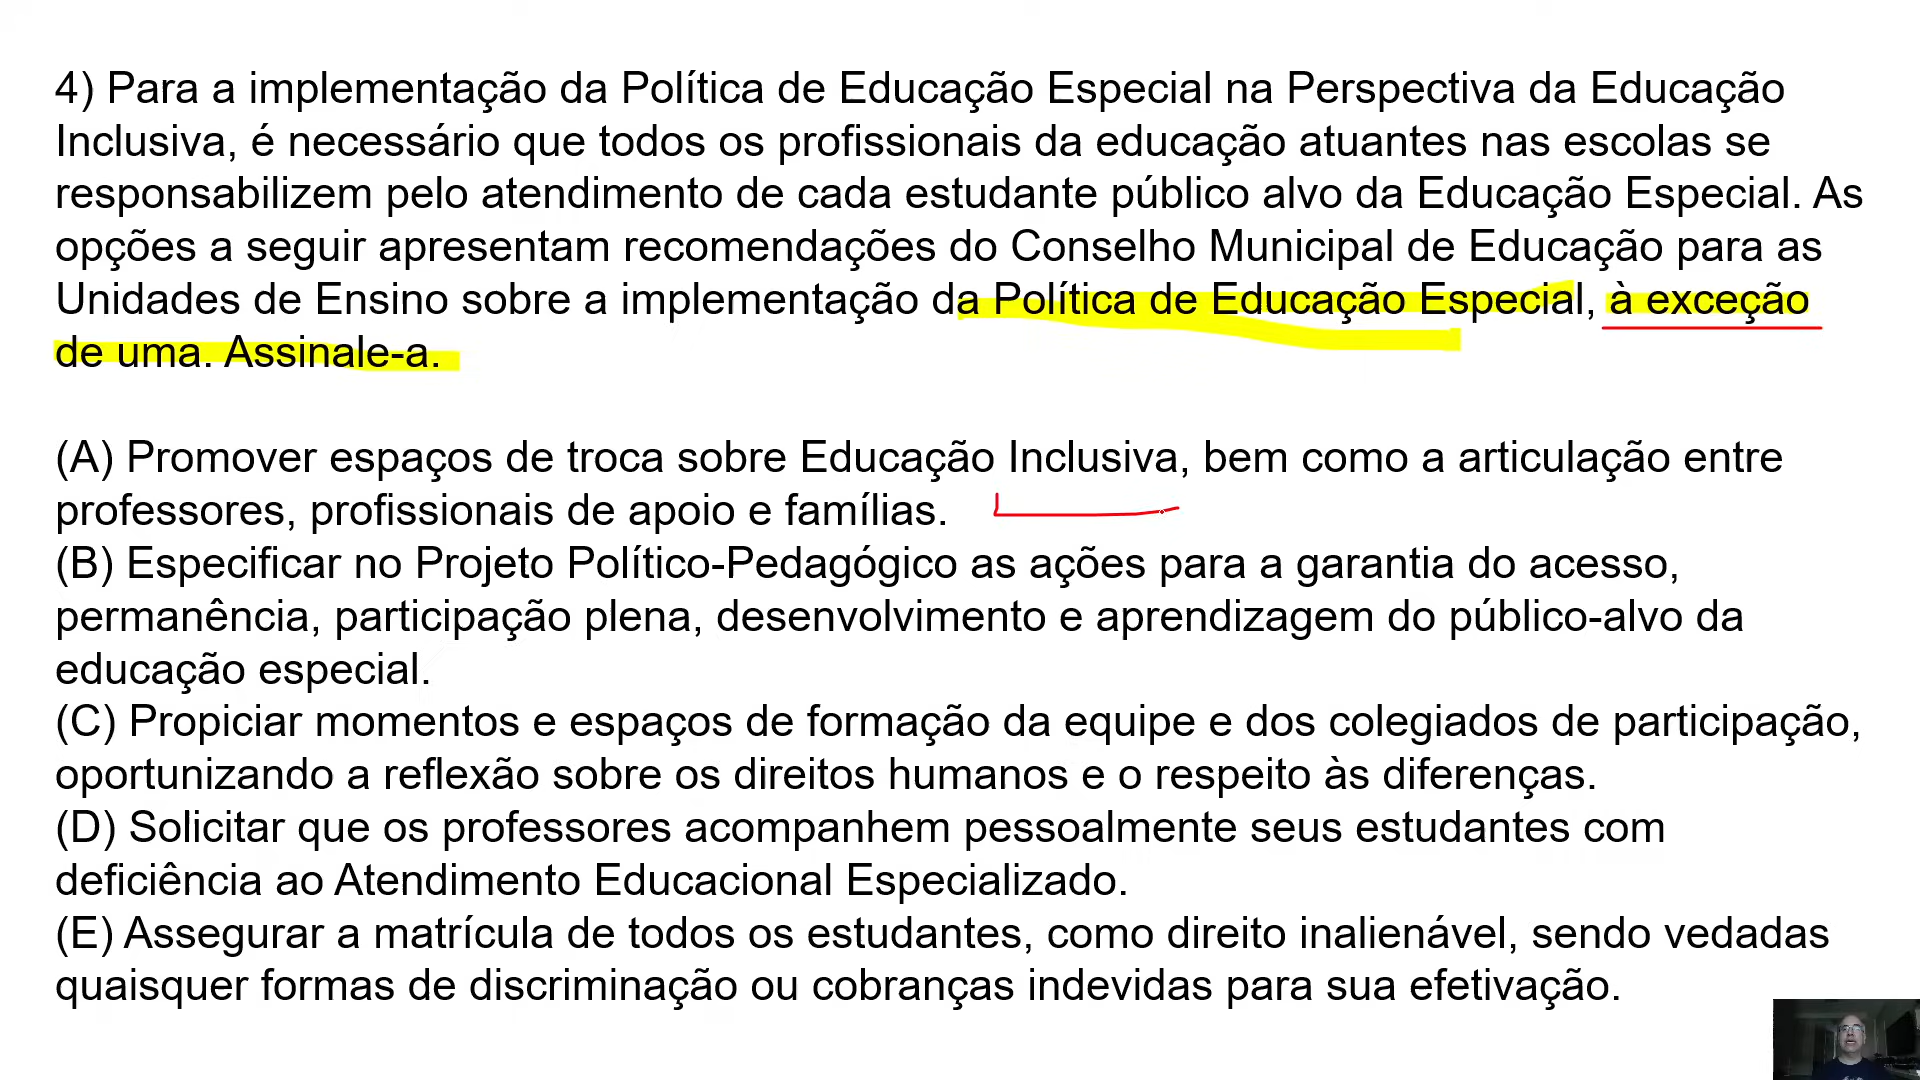 4) Para a implementação da Política de Educação Especial na Perspectiva da Educação
Inclusiva, é necessário que todos os profissionais da educação atuantes nas escolas se
responsabilizem pelo atendimento de cada estudante público alvo da Educação Especial. As
opções a seguir apresentam recomendações do Conselho Municipal de Educação para as
Unidades de Ensino sobre a implementação da Política de Educação Especial, à exceção
de uma. Assinale-a.
(A) Promover espaços de troca sobre Educação Inclusiva, bem como a articulação entre
professores, profissionais de apoio e famílias.
(B) Especificar no Projeto Político-Pedagógico as ações para a garantia do acesso,
permanência, participação plena, desenvolvimento e aprendizagem do público-alvo da
educação especial.
(C) Propiciar momentos e espaços de formação da equipe e dos colegiados de participação,
oportunizando a reflexão sobre os direitos humanos e o respeito às diferenças.
(D) Solicitar que os professores acompanhem pessoalmente seus estudantes com
deficiência ao Atendimento Educacional Especializado.
(E) Assegurar a matrícula de todos os estudantes, como direito inalienável, sendo vedadas
quaisquer formas de discriminação ou cobranças indevidas para sua efetivação.